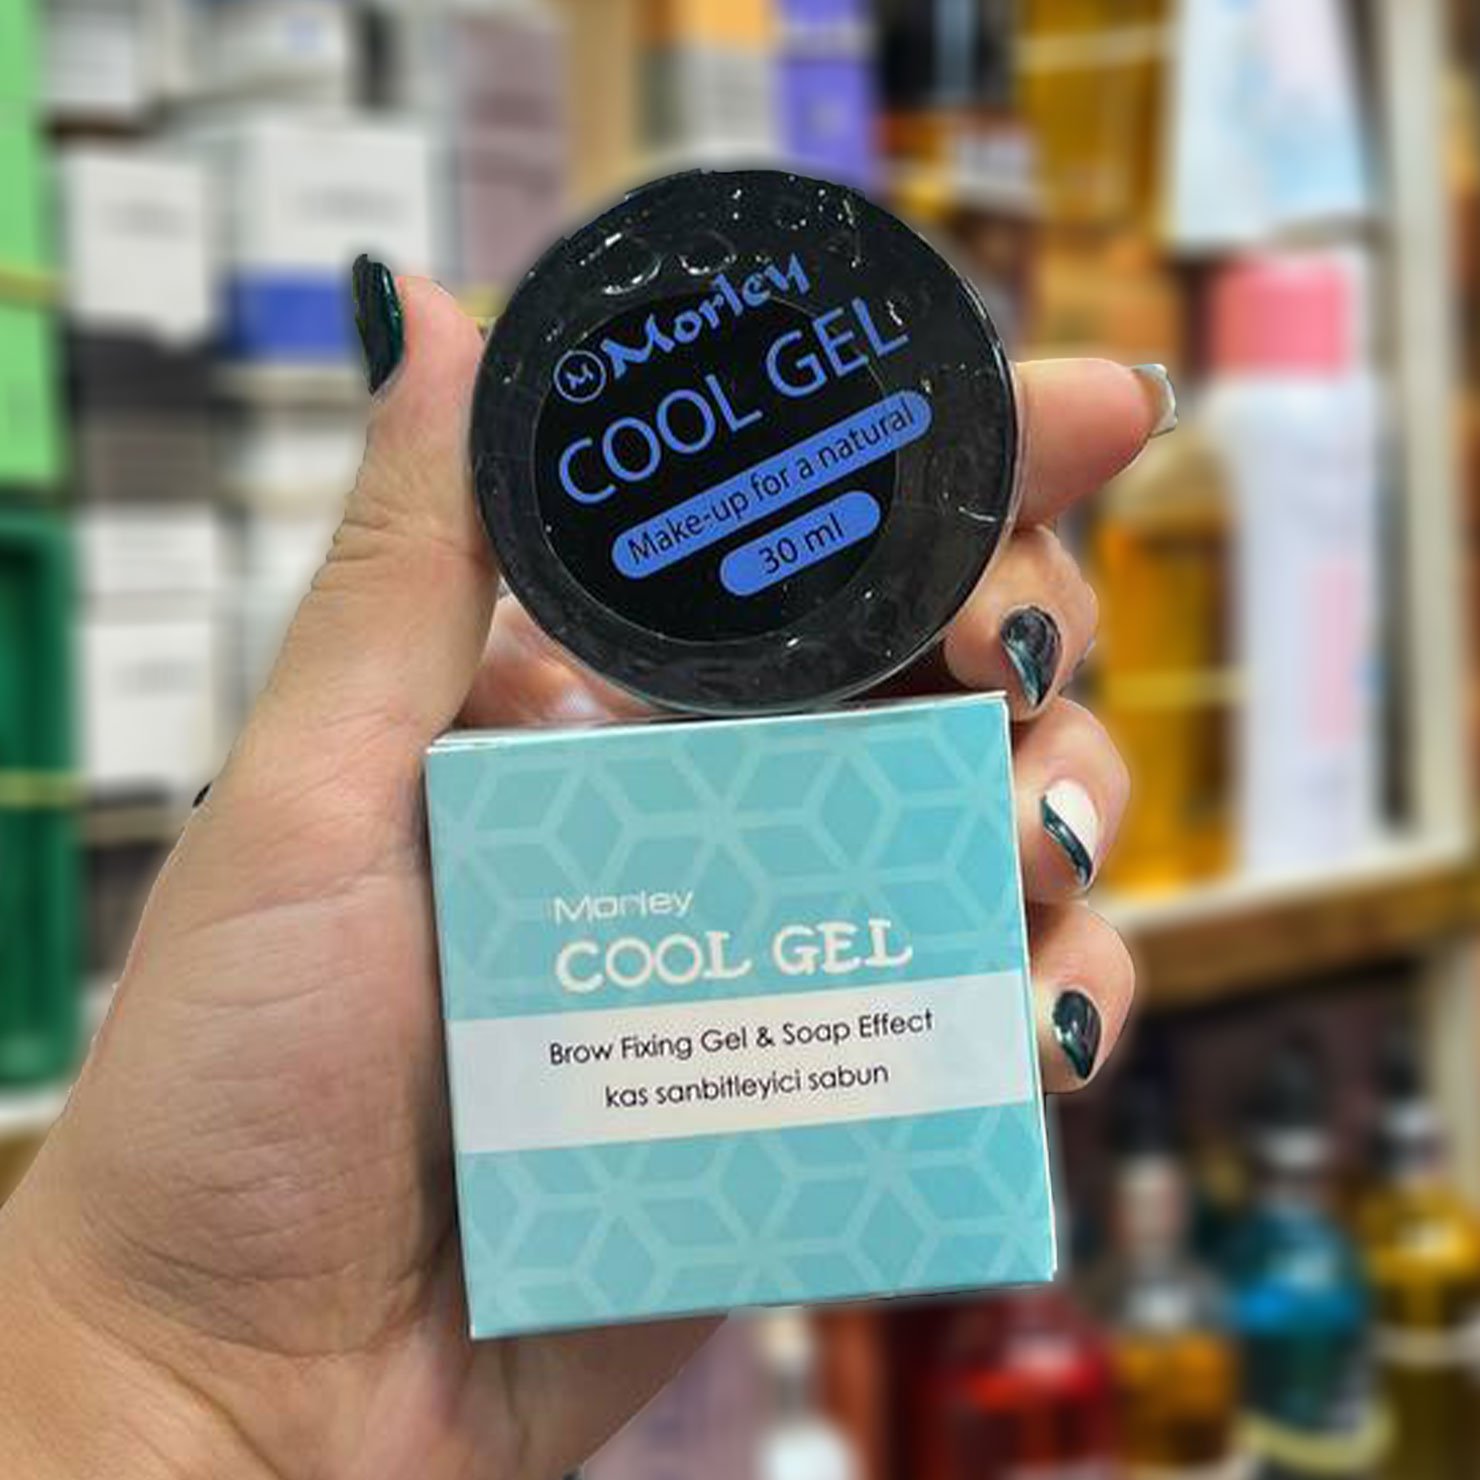 M Morley
COOL GEL
Make-up for a natural
30 ml
Morley
COOL GEL
Brow Fixing Gel & Soap Effect
kas sanbitleyici sabun